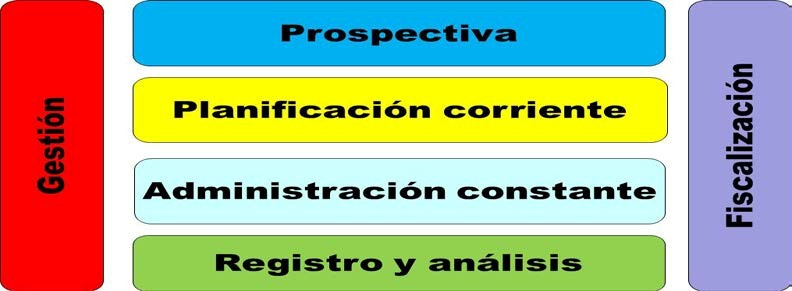 Gestión
Prospectiva
Planificación corriente
Administración constante
Registro y análisis
Fiscalización